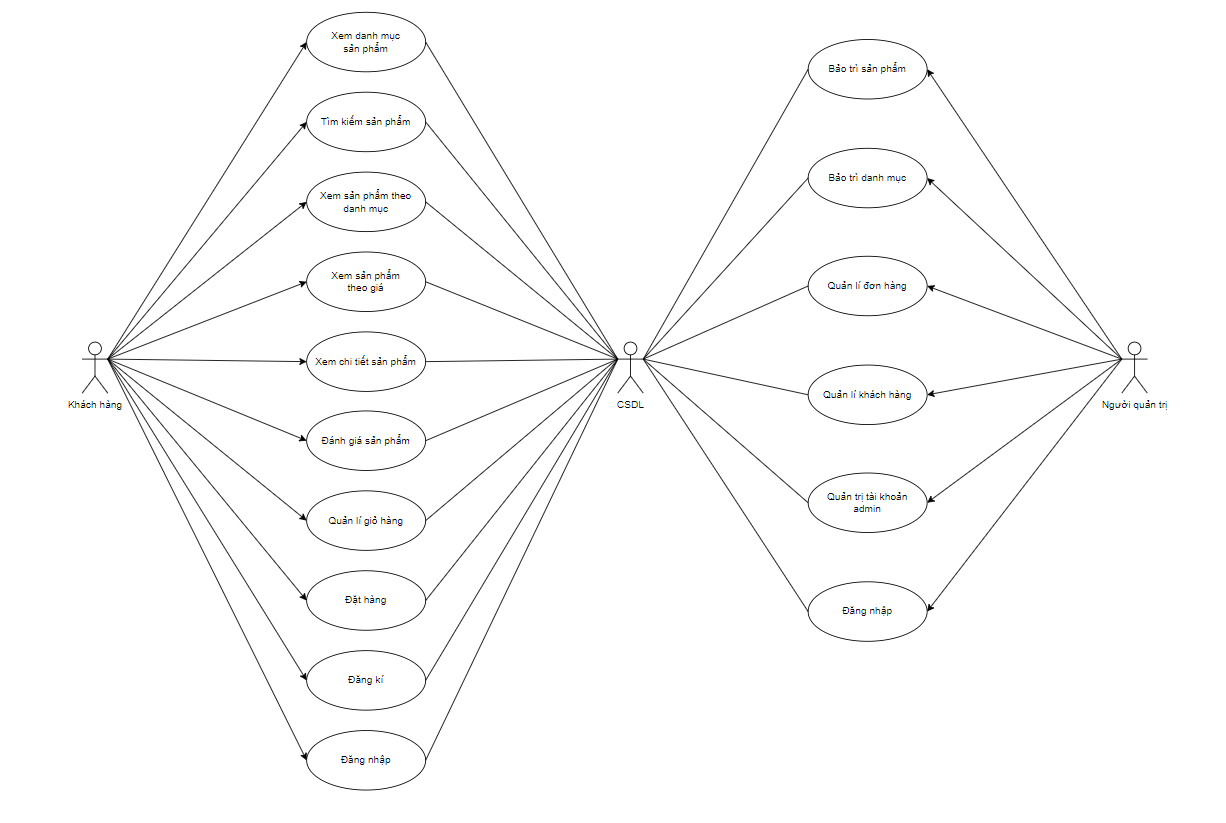 Xem danh mục
sản phẩm
Tìm kiếm sản phẩm
Xem sản phẩm theo
danh mục
Xem sản phẩm
theo giá
Xem chi tiết sản phẩm
Đánh giá sản phẩm
Quản lí giỏ hàng
Đặt hàng
Đăng kí
Đăng nhập
Khách hàng
CSDL
Bảo trì sản phẩm
Bảo trì danh mục
Quản lí đơn hàng
Quản lí khách hàng
Quản trị tài khoản
admin
Đăng nhập
Người quản trị